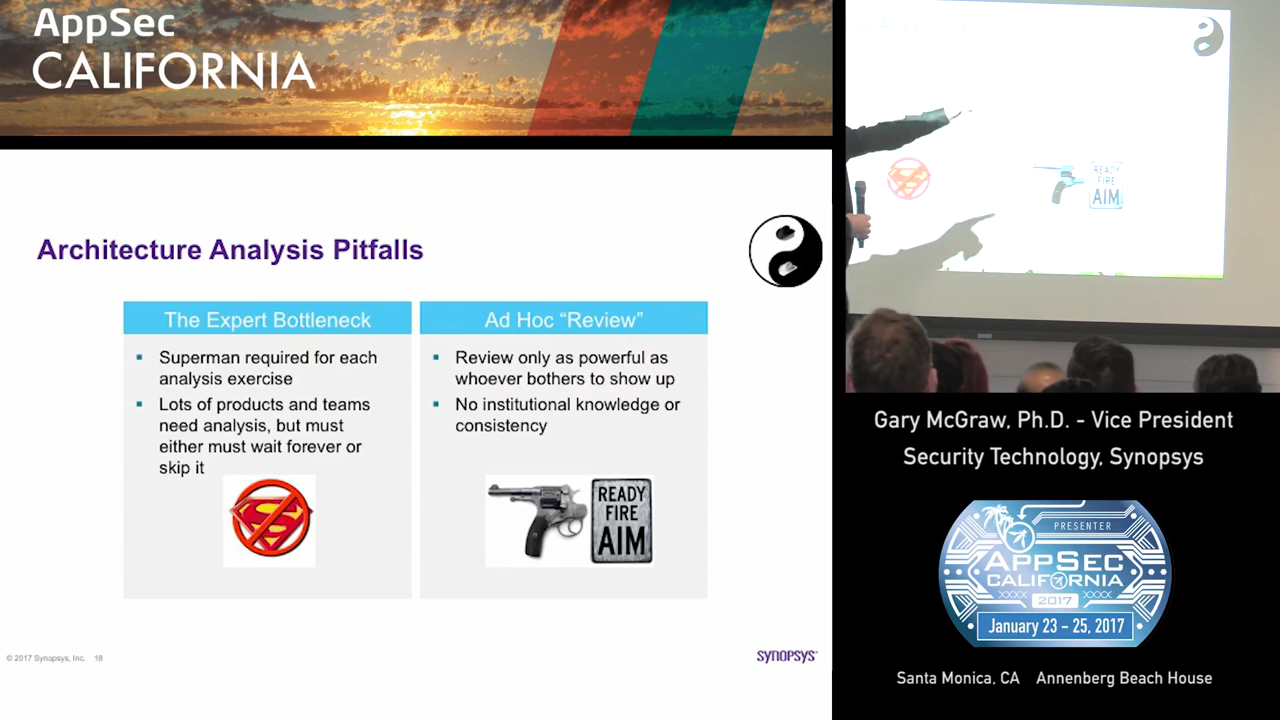 AppSec
CALIFORNIA
Architecture Analysis Pitfalls
The Expert Bottleneck
Superman required for each
analysis exercise
Lots of products and teams
need analysis, but must
either must wait forever or
skip it
Ad Hoc “Review”
Review only as powerful as
whoever bothers to show up
No institutional knowledge or
consistency
READY
FIRE
AIM
© 2017 Synopsys, Inc. 18
SYNOPSYS
READY
FIRE
AIM
Gary McGraw, Ph.D. - Vice President
Security Technology, Synopsys
PRESENTER
APPSEC
CALIFORNIA
2017
January 23 - 25, 2017
Santa Monica, CA Annenberg Beach House